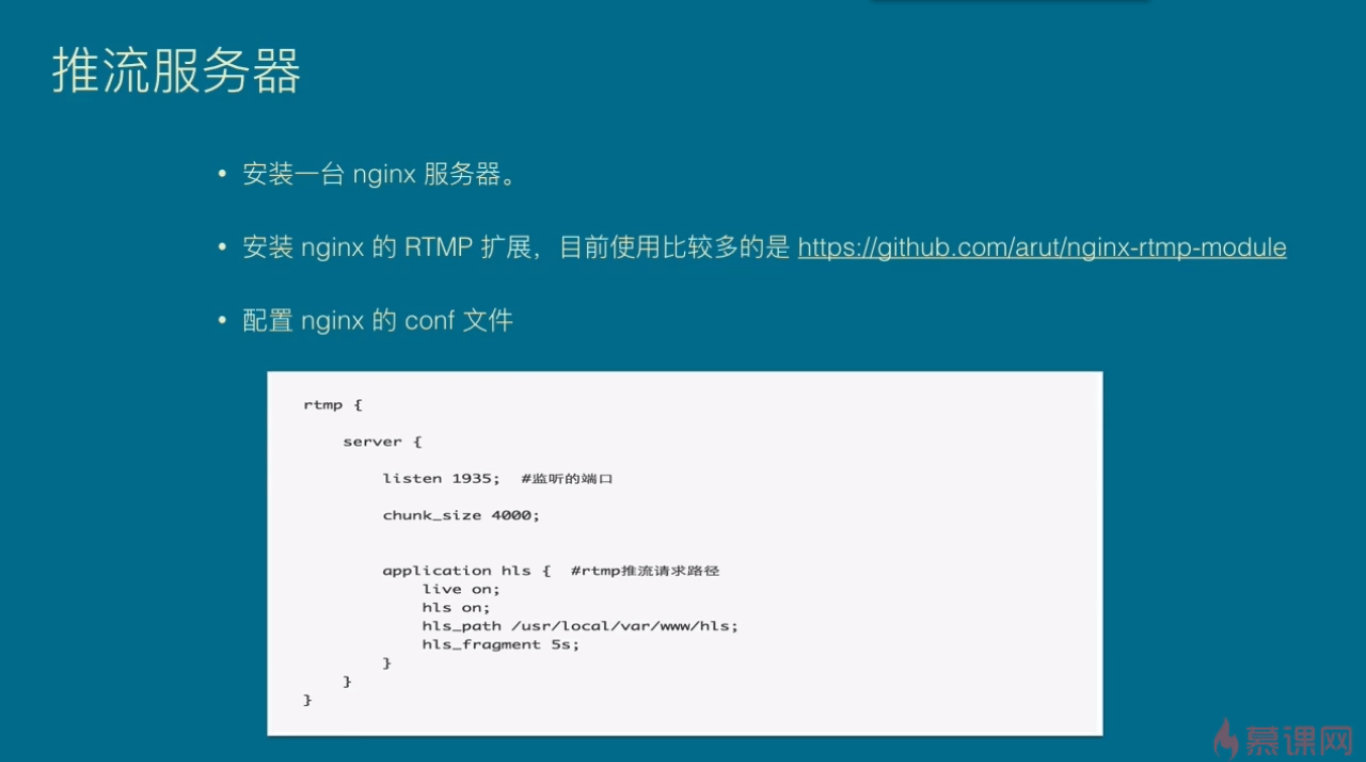 推流服务器
• 安装一台 nginx 服务器。
• 安装 nginx 的 RTMP 扩展，目前使用比较多的是 https://github.com/arut/nginx-rtmp-module
• 配置 nginx 的 conf 文件
rtmp {
server {
listen 1935; #监听的端口
chunk_size 4000;
application hls { #rtmp推流请求路径
live on;
hls on;
hls_path /usr/local/var/www/hls;
hls_fragment 5s;
}
}
}
慕课网